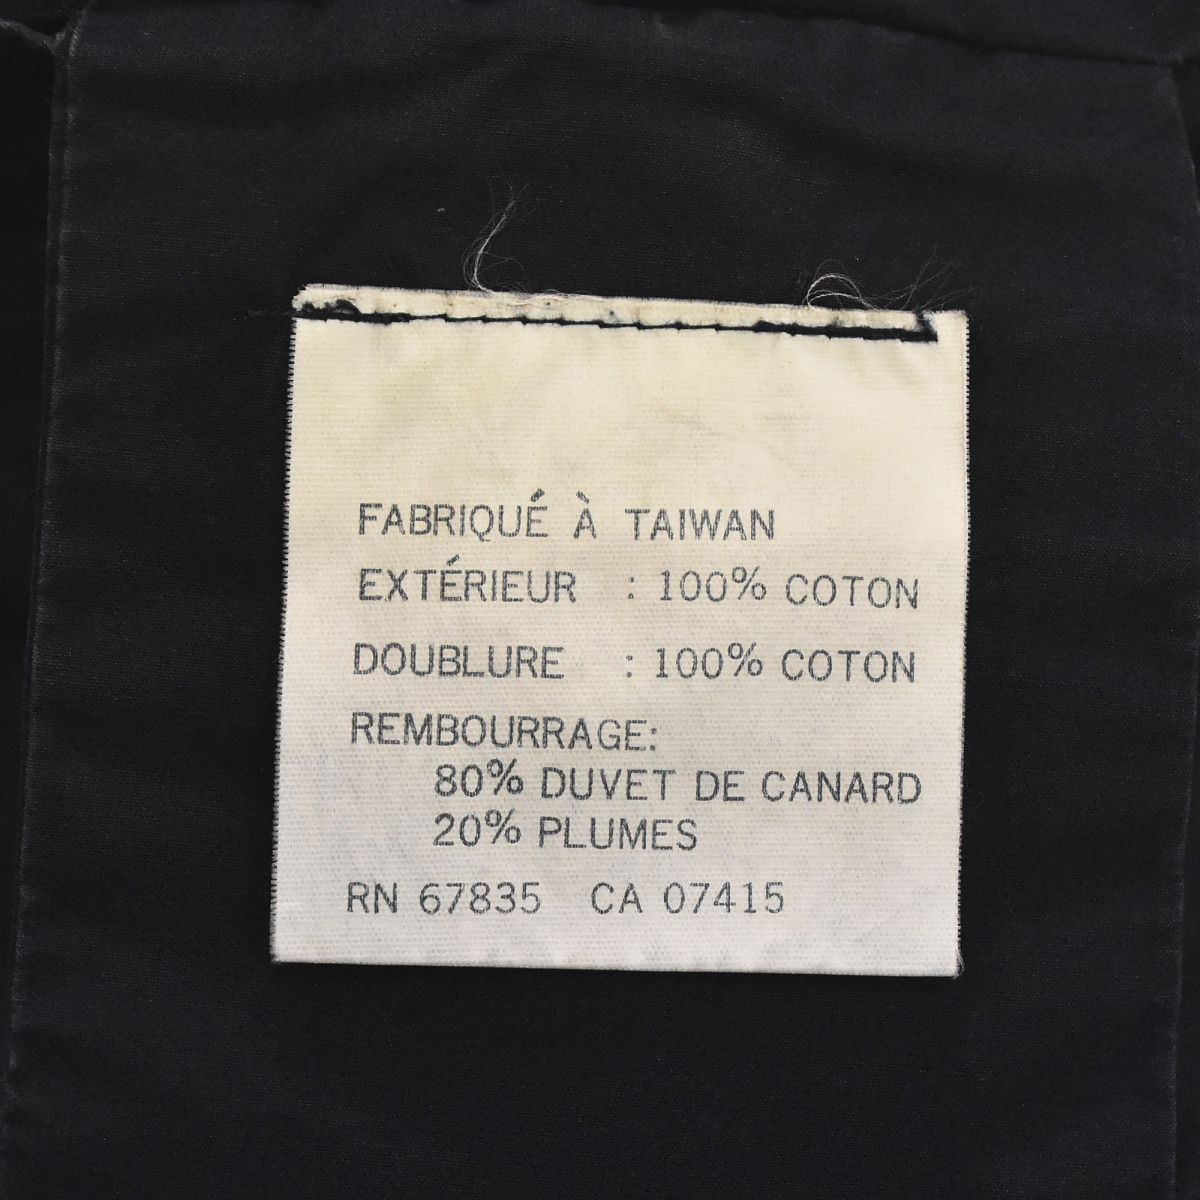 FABRIQUÉ À TAIWAN
EXTÉRIEUR : 100% COTON
DOUBLURE : 100% COTON
REMBOURRAGE:
80% DUVET DE CANARD
20% PLUMES
RN 67835 CA 07415